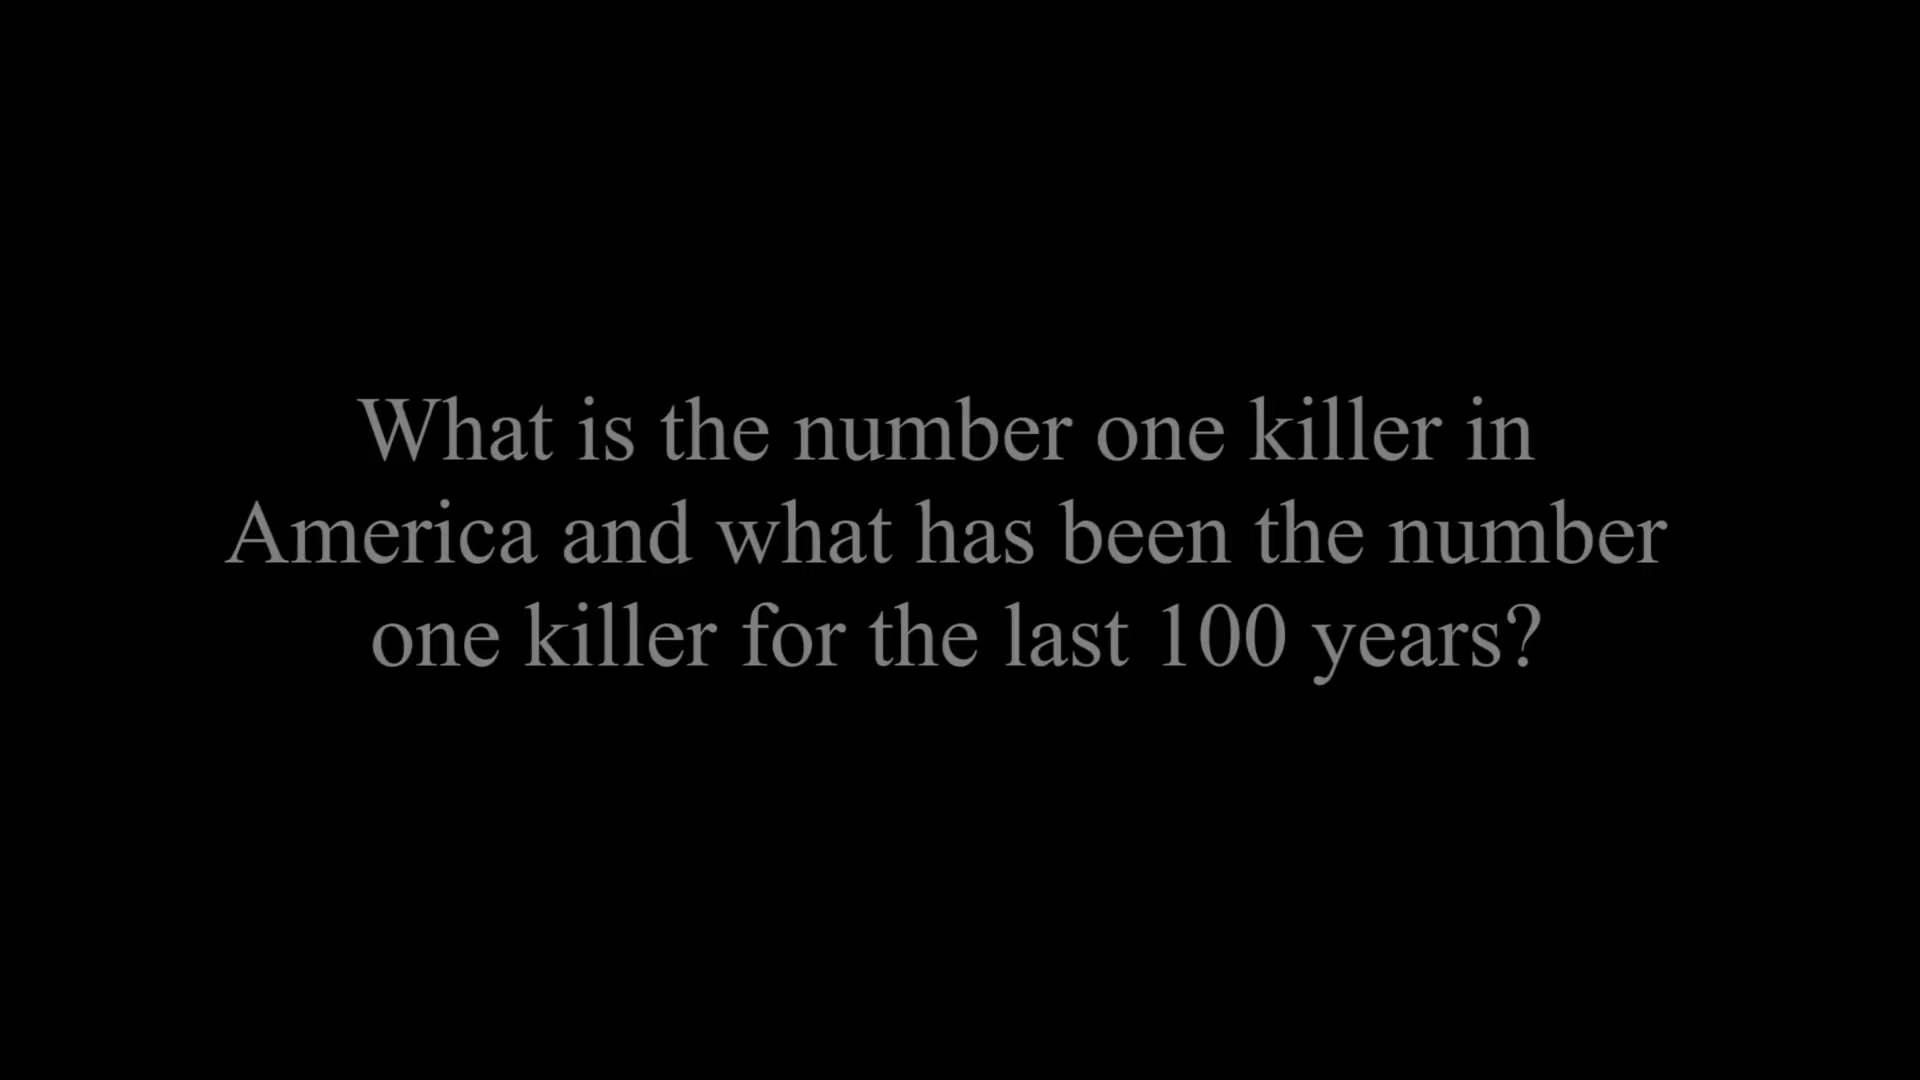 What is the number one killer in
America and what has been the number
one killer for the last 100 years?